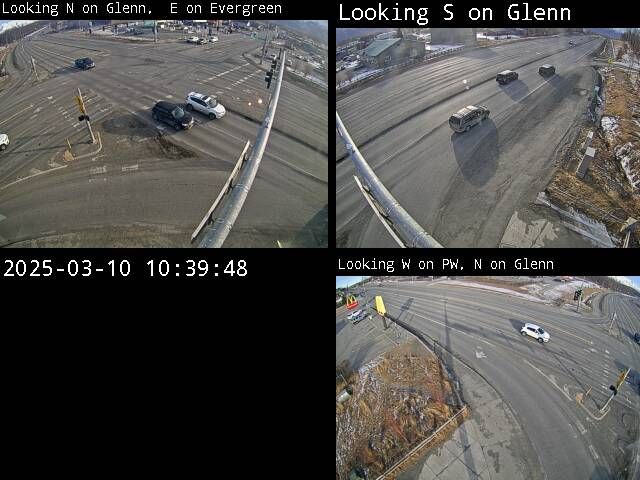 Looking N on Glenn,  E on Evergreen
Looking S on Glenn
2025-03-10 10:39:48
Looking W on PW, N on Glenn